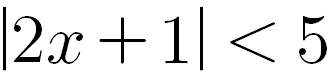 |2x + 1| < 5